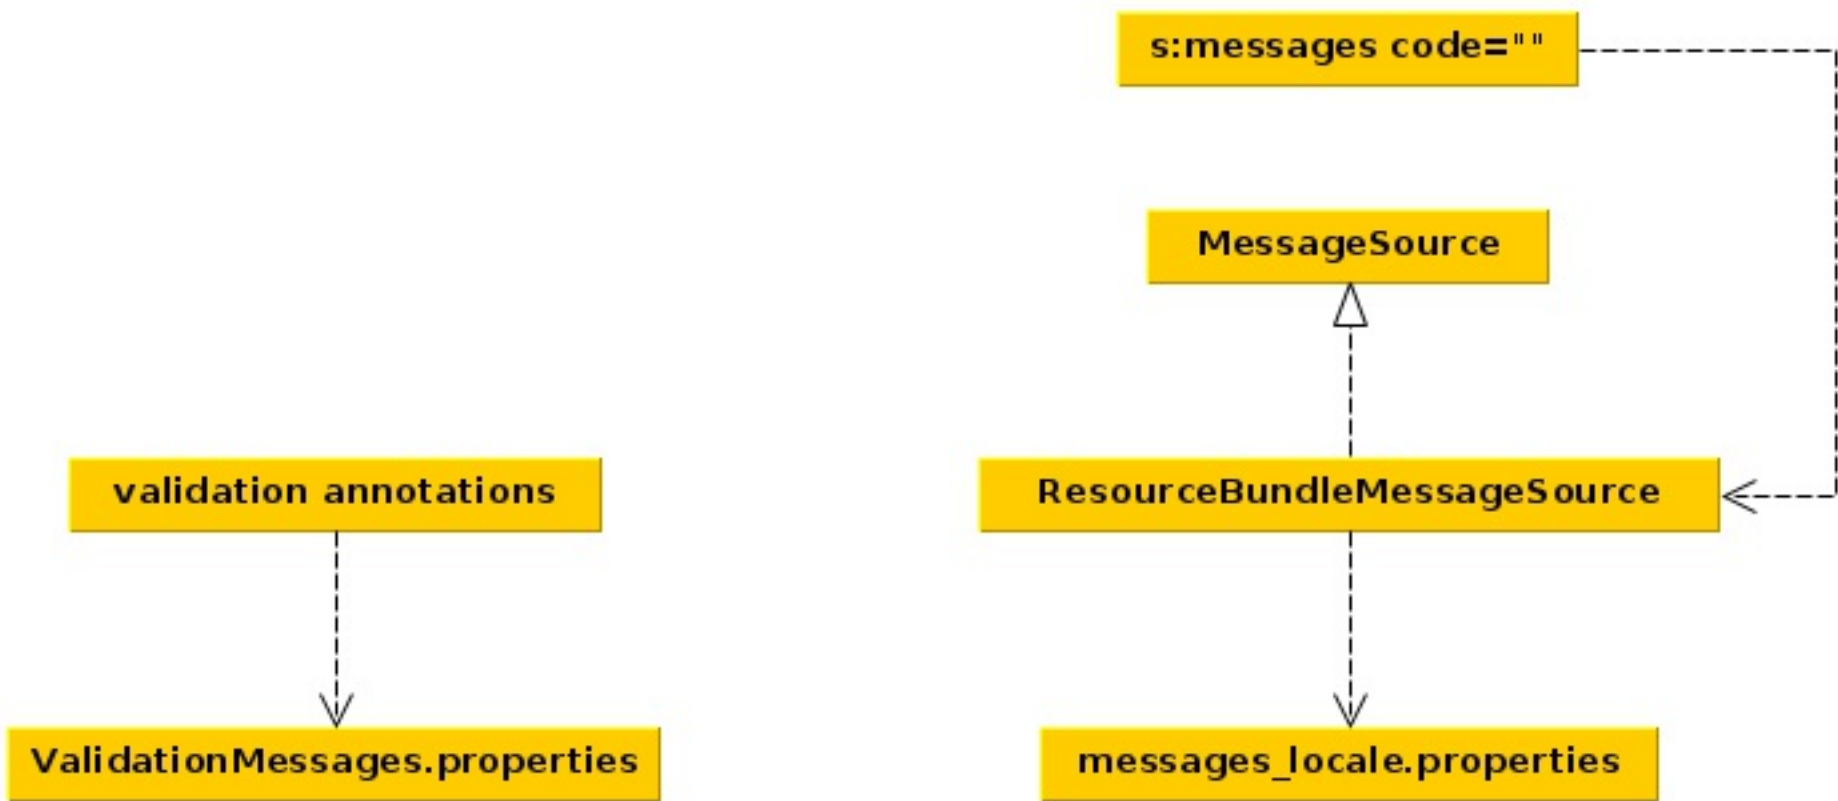 s:messages code=""
MessageSource
validation annotations
ResourceBundleMessageSource
ValidationMessages.properties
messages_locale.properties